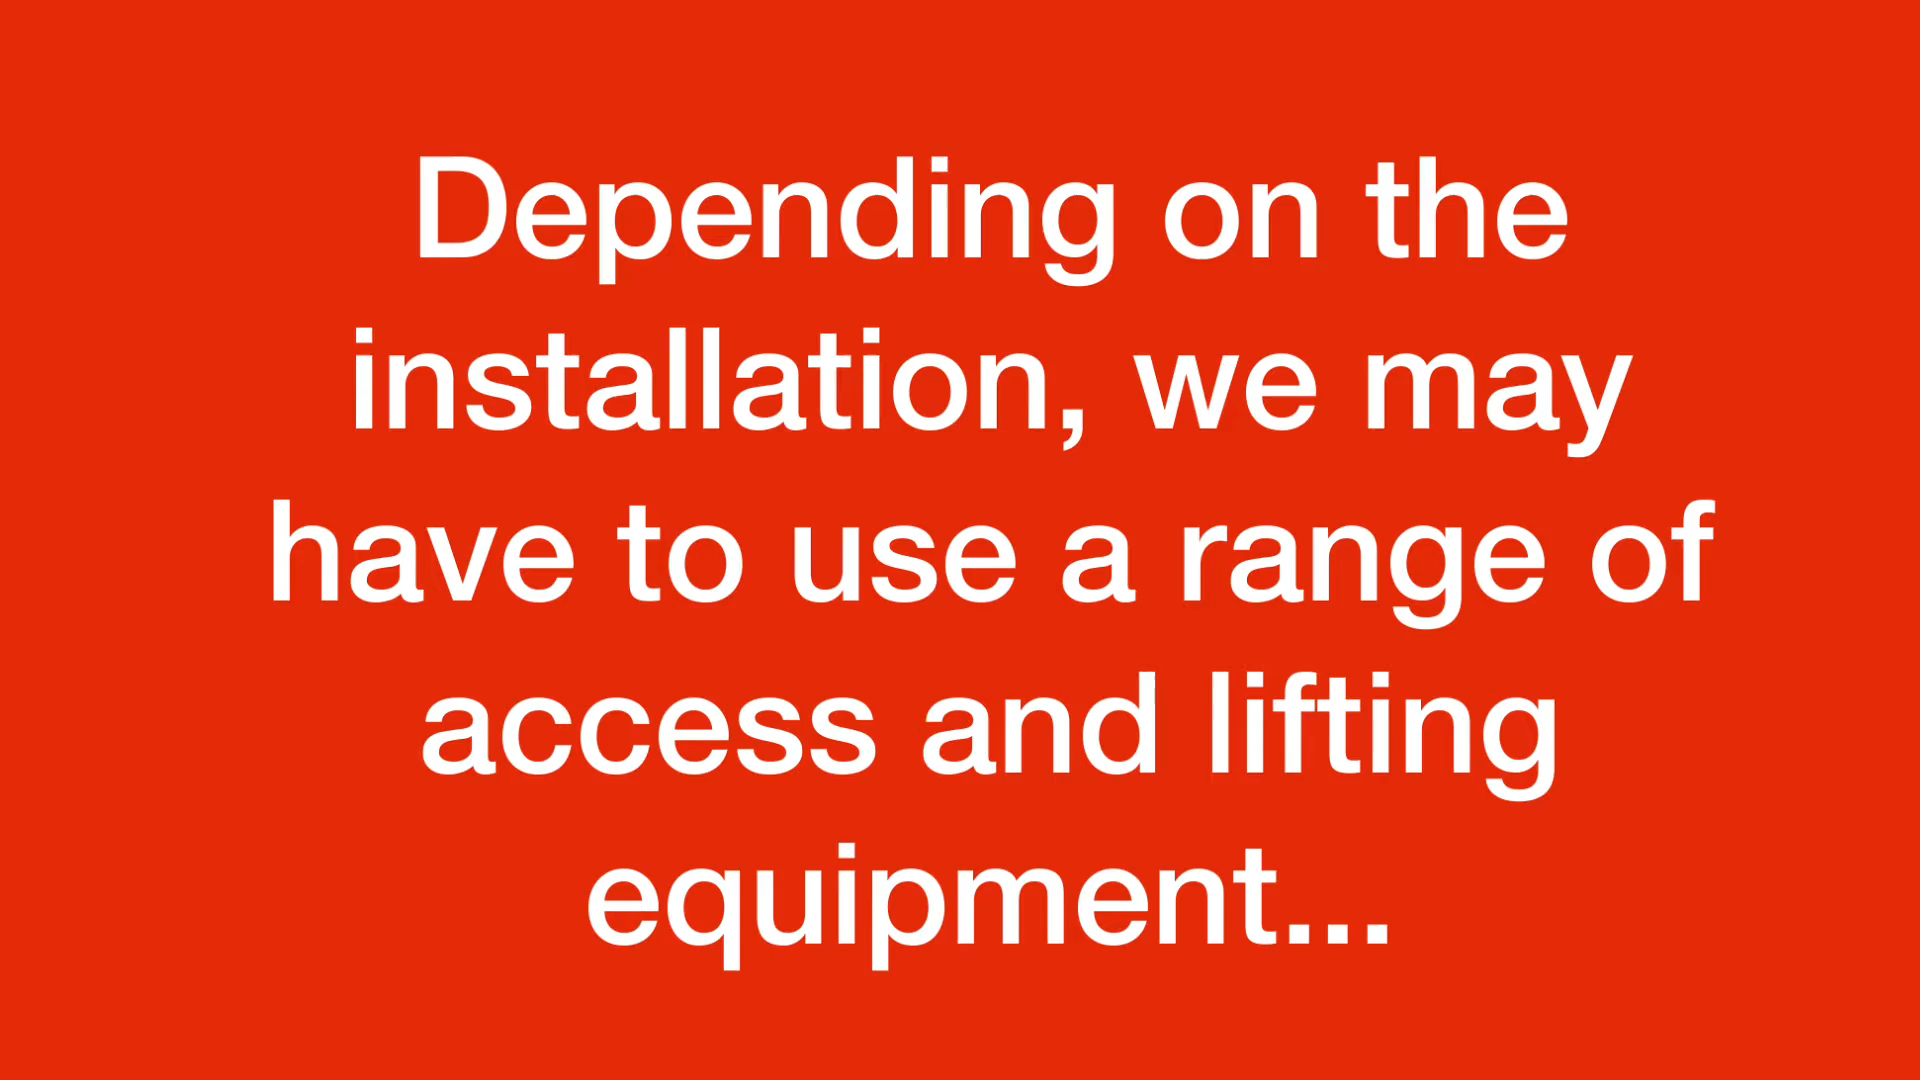 Depending on the
installation, we may
have to use a range of
access and lifting
equipment...